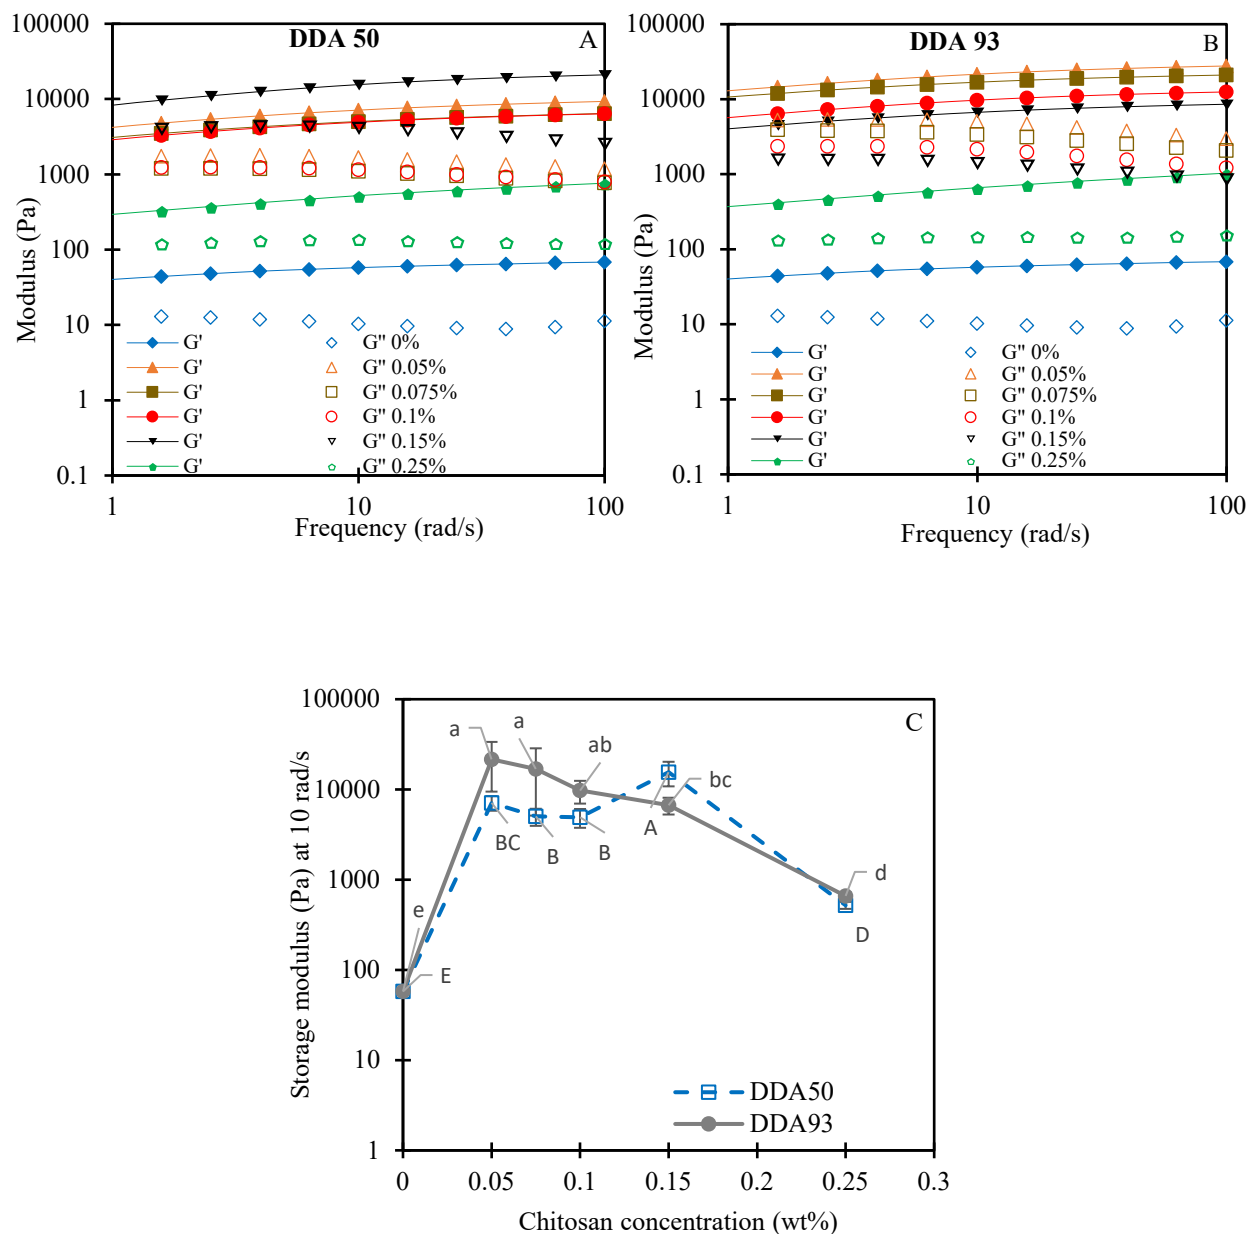 DDA 50
A
100000
10000
1000
100
10
1
0.1
Modulus (Pa)
G' G'' 0%
G' G'' 0.05%
G' G'' 0.075%
G' G'' 0.1%
G' G'' 0.15%
G' G'' 0.25%
1 10 100
Frequency (rad/s)
DDA 93
B
100000
10000
1000
100
10
1
0.1
Modulus (Pa)
G' G'' 0%
G' G'' 0.05%
G' G'' 0.075%
G' G'' 0.1%
G' G'' 0.15%
G' G'' 0.25%
1 10 100
Frequency (rad/s)
C
100000
10000
1000
100
10
1
Storage modulus (Pa) at 10 rad/s
a
a
ab
bc
A
BC
B
B
d
D
e
E
DDA50
DDA93
0 0.05 0.1 0.15 0.2 0.25 0.3
Chitosan concentration (wt%)